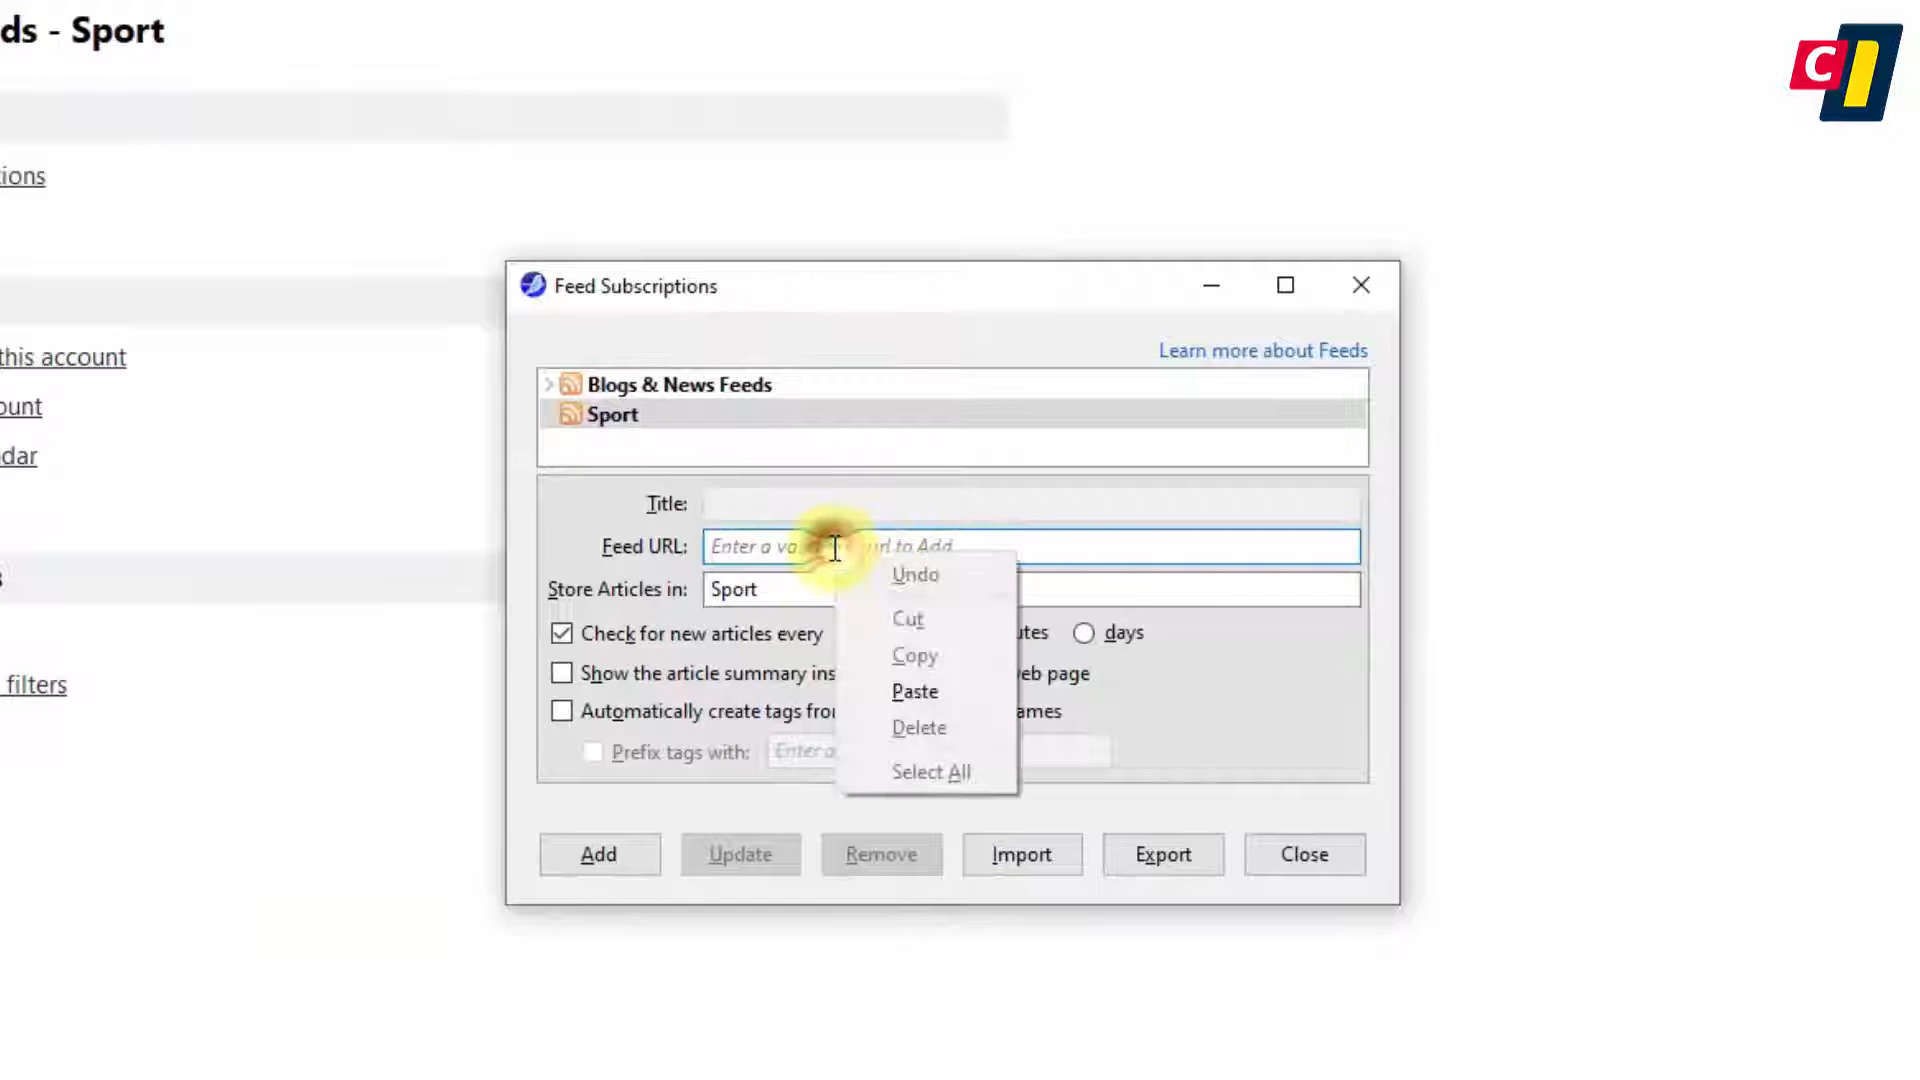 ds - Sport
tions
this account
ount
dar
filters
CI
Feed Subscriptions
Learn more about Feeds
Blogs & News Feeds
Sport
Title:
Feed URL: Enter a url to Add
Store Articles in: Sport
Check for new articles every utes days
Show the article summary ins eb page
Automatically create tags from ames
Prefix tags with: Enter a
Undo
Cut
Copy
Paste
Delete
Select All
Add Update Remove Import Export Close